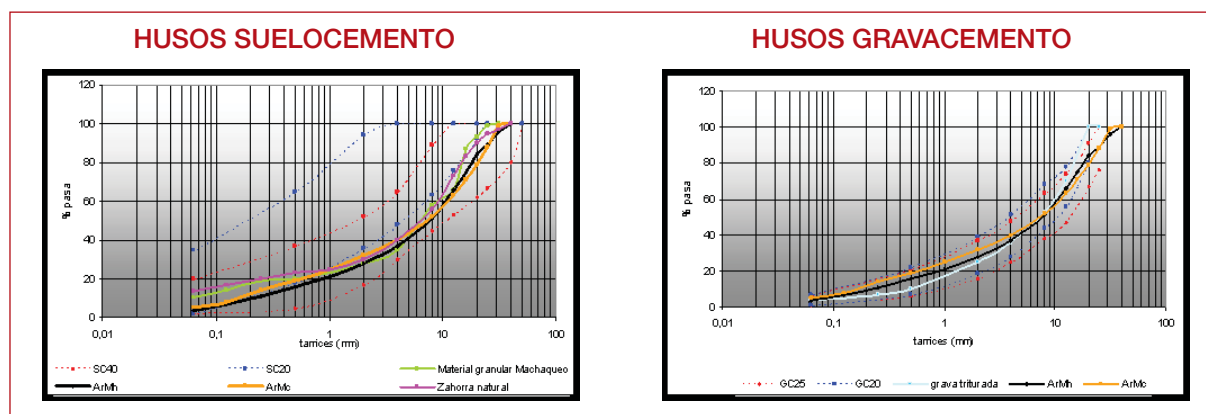 HUSOS SUELOCEMENTO
120
100
80
60
40
20
0
% pasa
0,01 0,1 1 10 100
tamices (mm)
SC40 SC20 Material granular Machaqueo
ArMh ArMc Zahorra natural
HUSOS GRAVACEMENTO
120
100
80
60
40
20
0
% pasa
0,01 0,1 1 10 100
tamices (mm)
GC25 GC20 grava triturada ArMh ArMc